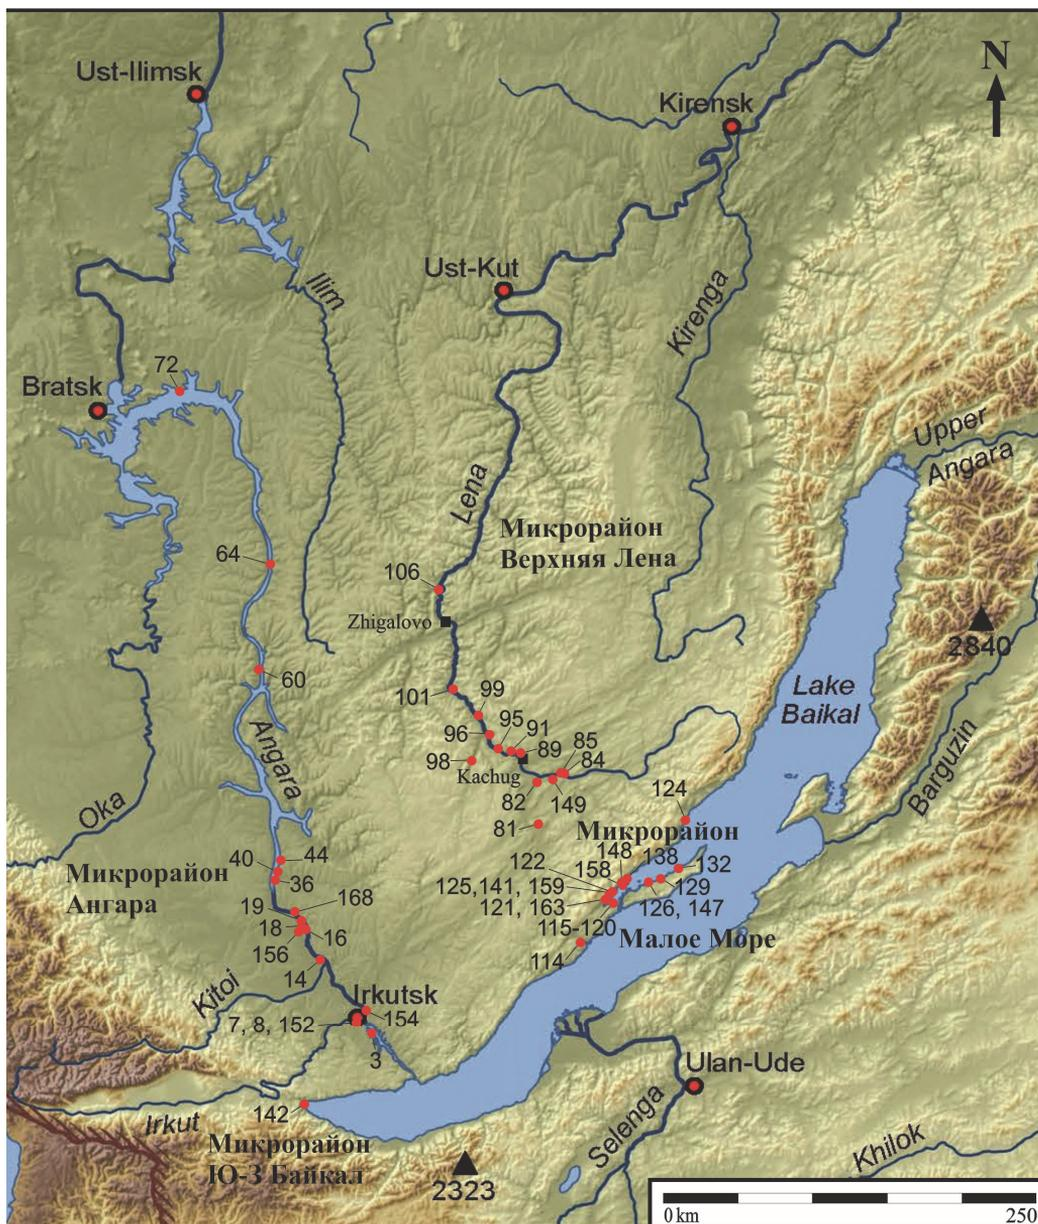 N
Ust-Ilimsk
Kirensk
Ust-Kut
Ilim
Kirenga
72
Bratsk
Upper
Angara
Lena
Микрорайон
Верхняя Лена
64
106
Zhigalovo
2840
60
101
99
Lake
Baikal
96
95
91
Angara
98
89
85
Kachug
84
82
149
Barguzin
124
Oka
81
Микрорайон
40
44
148
138
122
158
132
Микрорайон
Ангара
36
125, 141, 159
129
19
168
121, 163
126, 147
18
16
115-120
Малое Море
156
114
14
Kitoi
Irkutsk
7, 8, 152
154
3
Ulan-Ude
142
Irkut
Selenga
Микрорайон
Ю-З Байкал
Khilok
2323
0 km
250